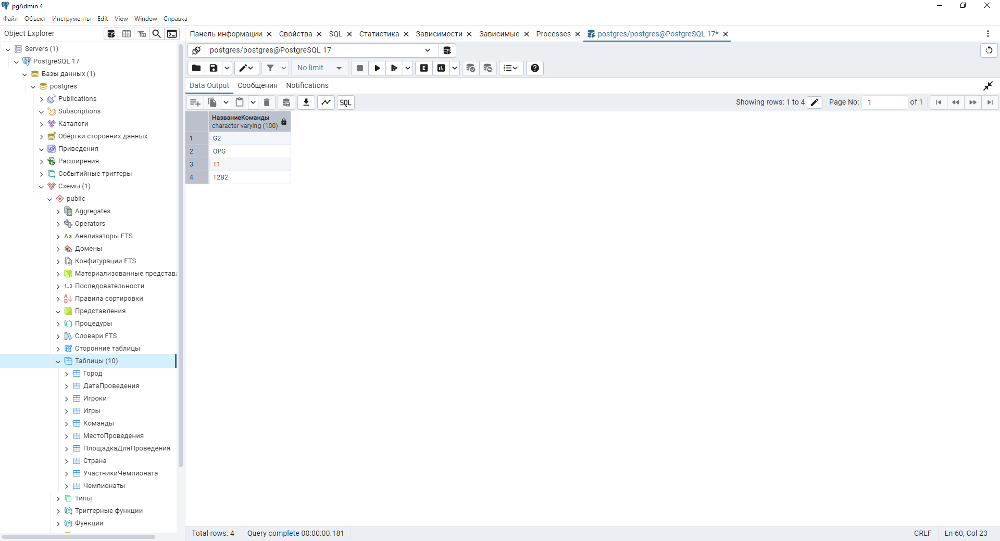 pgAdmin 4
Файл Объект Инструменты Edit View Window Справка
Object Explorer
Панель информации Свойства SQL Статистика Зависимости Зависимые Processes postgres/postgres@PostgreSQL 17*
postgres/postgres@PostgreSQL 17
No limit
E
Data Output Сообщения Notifications
SQL
Showing rows: 1 to 4 Page No: 1 of 1
НазваниеКоманды
character varying (100)
1 G2
2 OPG
3 T1
4 T2B2
Servers (1)
PostgreSQL 17
Базы данных (1)
postgres
Publications
Subscriptions
Каталоги
Обёртки сторонних данных
Приведения
Расширения
Событийные триггеры
Схемы (1)
public
Aggregates
Operators
Aa Анализаторы FTS
Домены
Конфигурации FTS
Материализованные представл
1..3 Последовательности
Правила сортировки
Представления
Процедуры
Словари FTS
Сторонние таблицы
Таблицы (10)
Город
ДатаПроведения
Игроки
Игры
Команды
МестоПроведения
ПлощадкаДляПроведения
Страна
УчастникиЧемпионата
Чемпионаты
Типы
Триггерные функции
Функции
Total rows: 4 Query complete 00:00:00.181 CRLF Ln 60, Col 23